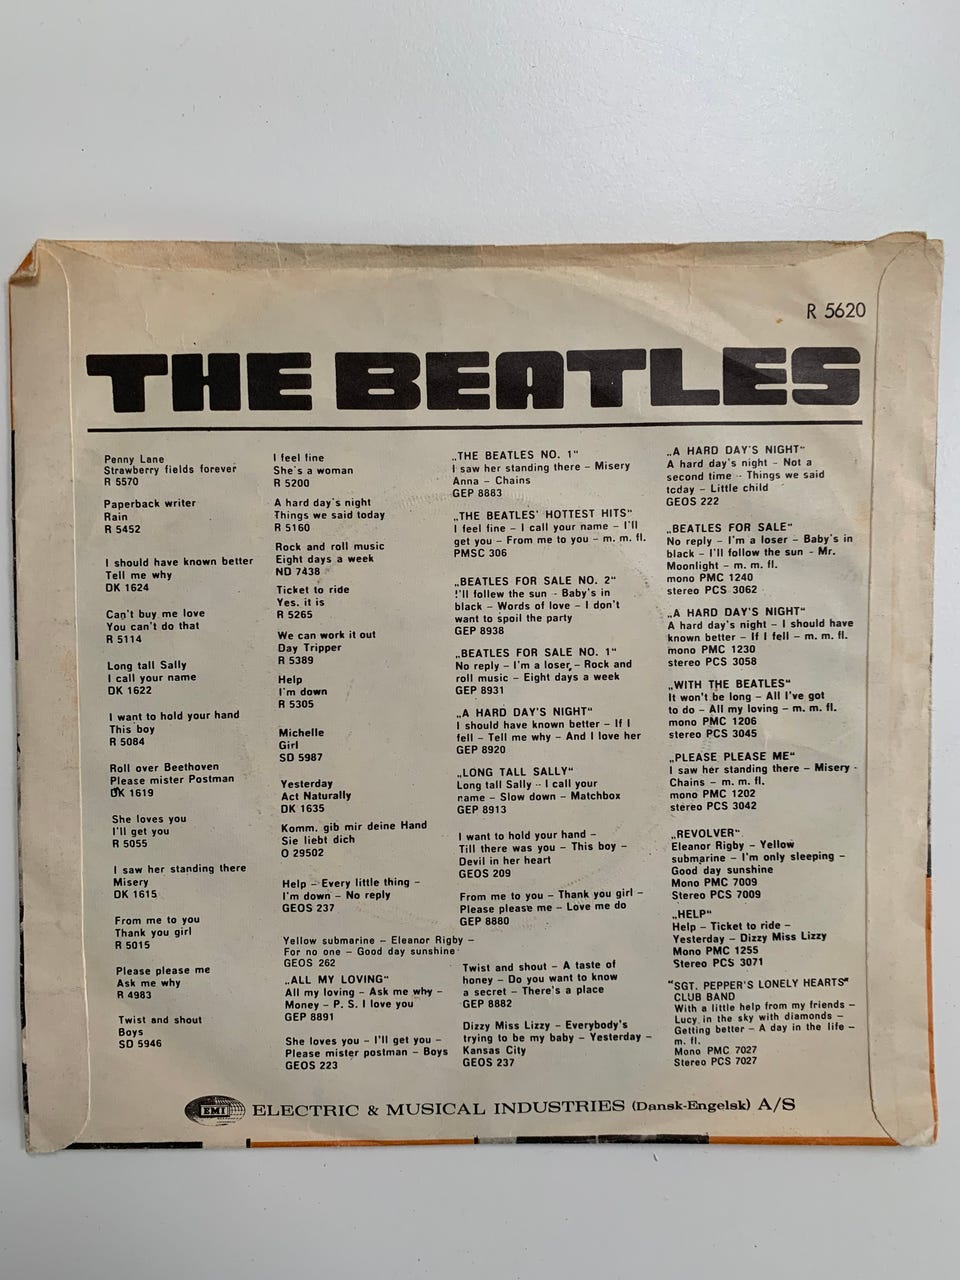 R 5620
THE BEATLES
Penny Lane
Strawberry fields forever
R 5570
Paperback writer
Rain
R 5452
I should have known better
Tell me why
DK 1624
Can't buy me love
You can't do that
R 5114
Long tall Sally
I call your name
DK 1622
I want to hold your hand
This boy
R 5084
Roll over Beethoven
Please mister Postman
DK 1619
She loves you
I'll get you
R 5055
I saw her standing there
Misery
DK 1615
From me to you
Thank you girl
R 5015
Please please me
Ask me why
R 4983
Twist and shout
Boys
SD 5946
I feel fine
She's a woman
R 5200
A hard day's night
Things we said today
R 5160
Rock and roll music
Eight days a week
ND 7438
Ticket to ride
Yes. it is
R 5265
We can work it out
Day Tripper
R 5389
Help
I'm down
R 5305
Michelle
Girl
SD 5987
Yesterday
Act Naturally
DK 1635
Komm. gib mir deine Hand
Sie liebt dich
O 29502
Help – Every little thing –
I'm down – No reply
GEOS 237
Yellow submarine – Eleanor Rigby –
For no one – Good day sunshine
GEOS 262
„ALL MY LOVING"
All my loving – Ask me why –
Money – P. S. I love you
GEP 8891
She loves you – I'll get you –
Please mister postman – Boys
GEOS 223
„THE BEATLES NO. 1"
I saw her standing there – Misery
Anna – Chains
GEP 8883
„THE BEATLES' HOTTEST HITS"
I feel fine – I call your name – I'll
get you – From me to you – m. m. fl.
PMSC 306
„BEATLES FOR SALE NO. 2"
I'll follew the sun - Baby's in
black – Words of love – I don't
want to spoil the party
GEP 8938
„BEATLES FOR SALE NO. 1"
No reply – I'm a loser – Rock and
roll music – Eight days a week
GEP 8931
„A HARD DAY'S NIGHT"
I should have known better – If I
fell – Tell me why – And I love her
GEP 8920
„LONG TALL SALLY"
Long tall Sally - I call your
name – Slow down – Matchbox
GEP 8913
I want to hold your hand –
Till there was you – This boy –
Devil in her heart
GEOS 209
From me to you – Thank you girl –
Please please me – Love me do
GEP 8880
Twist and shout – A taste of
honey – Do you want to know
a secret – There's a place
GEP 8882
Dizzy Miss Lizzy – Everybody's
trying to be my baby – Yesterday –
Kansas City
GEOS 237
„A HARD DAY'S NIGHT"
A hard day's night – Not a
second time - Things we said
today – Little child
GEOS 222
„BEATLES FOR SALE"
No reply – I'm a loser – Baby's in
black – I'll follow the sun - Mr.
Moonlight – m. m. fl.
mono PMC 1240
stereo PCS 3062
„A HARD DAY'S NIGHT"
A hard day's night – I should have
known better – If I fell – m. m. fl.
mono PMC 1230
stereo PCS 3058
„WITH THE BEATLES"
It won't be long – All I've got
to do – All my loving – m. m. fl.
mono PMC 1206
stereo PCS 3045
„PLEASE PLEASE ME"
I saw her standing there – Misery -
Chains – m. m. fl.
mono PMC 1202
stereo PCS 3042
„REVOLVER"
Eleanor Rigby – Yellow
submarine – I'm only sleeping –
Good day sunshine
Mono PMC 7009
Stereo PCS 7009
„HELP"
Help – Ticket to ride –
Yesterday – Dizzy Miss Lizzy
Mono PMC 1255
Stereo PCS 3071
"SGT. PEPPER'S LONELY HEARTS"
CLUB BAND
With a little help from my friends –
Lucy in the sky with diamonds –
Getting better – A day in the life –
m. fl.
Mono PMC 7027
Stereo PCS 7027
EMI ELECTRIC & MUSICAL INDUSTRIES (Dansk-Engelsk) A/S